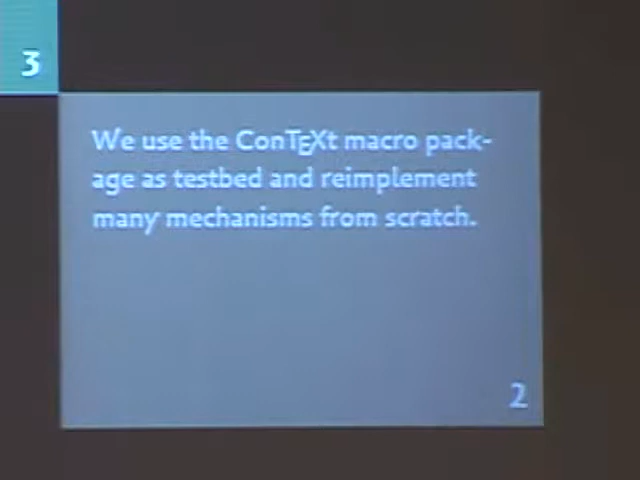 3
We use the ConTEXt macro pack-
age as testbed and reimplement
many mechanisms from scratch.
2